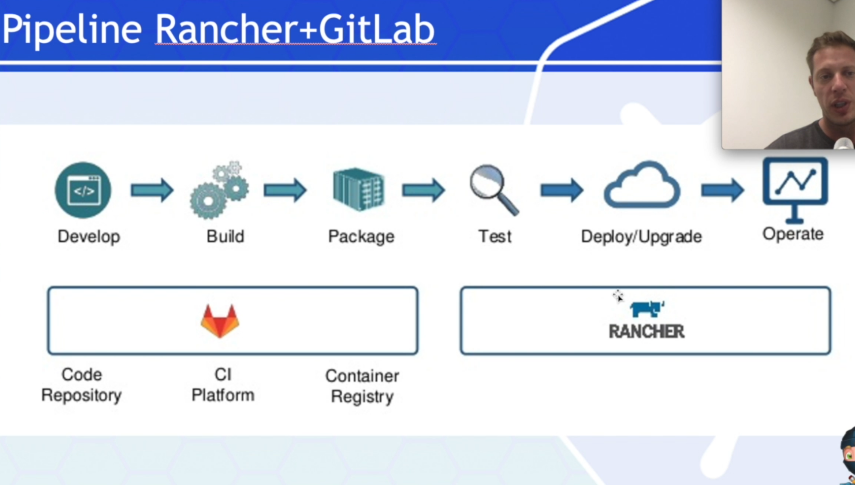 Pipeline Rancher+GitLab
</>
Develop
Build
Package
Test
Deploy/Upgrade
Operate
RANCHER
Code
Repository
CI
Platform
Container
Registry